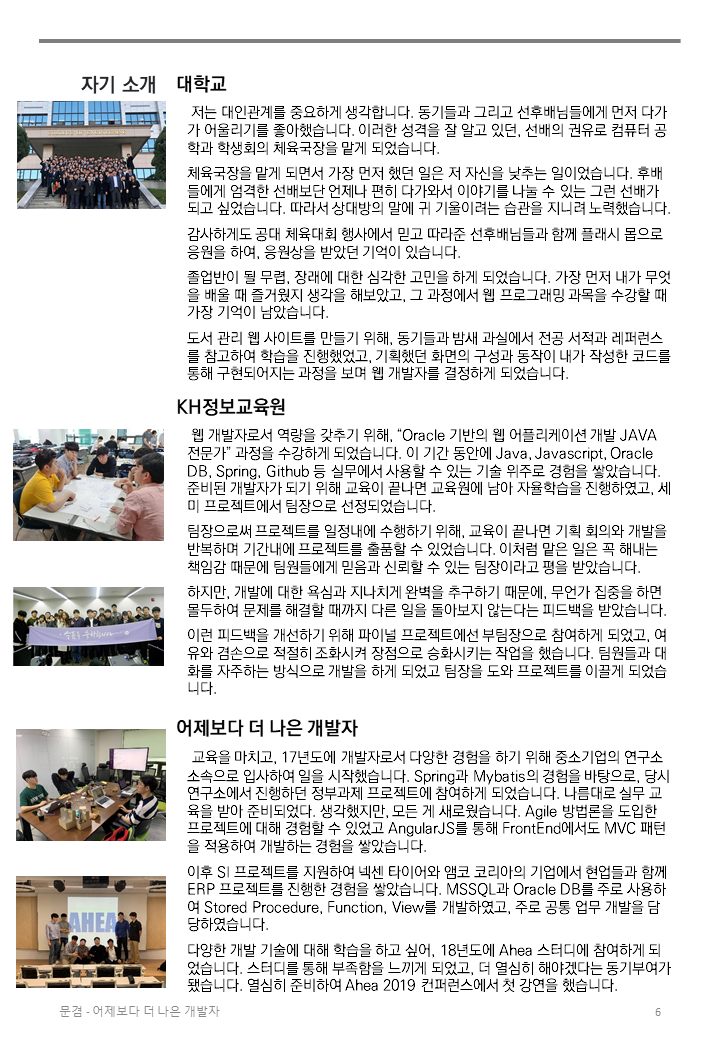 자기 소개
대학교
저는 대인관계를 중요하게 생각합니다. 동기들과 그리고 선후배님들에게 먼저 다가
가 어울리기를 좋아했습니다. 이러한 성격을 잘 알고 있던, 선배의 권유로 컴퓨터 공
학과 학생회의 체육국장을 맡게 되었습니다.
체육국장을 맡게 되면서 가장 먼저 했던 일은 저 자신을 낮추는 일이었습니다. 후배
들에게 엄격한 선배보단 언제나 편히 다가와서 이야기를 나눌 수 있는 그런 선배가
되고 싶었습니다. 따라서 상대방의 말에 귀 기울이려는 습관을 지니려 노력했습니다.
감사하게도 공대 체육대회 행사에서 믿고 따라준 선후배님들과 함께 플래시 몹으로
응원을 하여, 응원상을 받았던 기억이 있습니다.
졸업반이 될 무렵, 장래에 대한 심각한 고민을 하게 되었습니다. 가장 먼저 내가 무엇
을 배울 때 즐거웠지 생각을 해보았고, 그 과정에서 웹 프로그래밍 과목을 수강할 때
가장 기억이 남았습니다.
도서 관리 웹 사이트를 만들기 위해, 동기들과 밤새 과실에서 전공 서적과 레퍼런스
를 참고하여 학습을 진행했었고, 기획했던 화면의 구성과 동작이 내가 작성한 코드를
통해 구현되어지는 과정을 보며 웹 개발자를 결정하게 되었습니다.
KH정보교육원
웹 개발자로서 역량을 갖추기 위해, “Oracle 기반의 웹 어플리케이션 개발 JAVA
전문가” 과정을 수강하게 되었습니다. 이 기간 동안에 Java, Javascript, Oracle
DB, Spring, Github 등 실무에서 사용할 수 있는 기술 위주로 경험을 쌓았습니다.
준비된 개발자가 되기 위해 교육이 끝나면 교육원에 남아 자율학습을 진행하였고, 세
미 프로젝트에서 팀장으로 선정되었습니다.
팀장으로써 프로젝트를 일정내에 수행하기 위해, 교육이 끝나면 기획 회의와 개발을
반복하며 기간내에 프로젝트를 출품할 수 있었습니다. 이처럼 맡은 일은 꼭 해내는
책임감 때문에 팀원들에게 믿음과 신뢰할 수 있는 팀장이라고 평을 받았습니다.
하지만, 개발에 대한 욕심과 지나치게 완벽을 추구하기 때문에, 무언가 집중을 하면
몰두하여 문제를 해결할 때까지 다른 일을 돌아보지 않는다는 피드백을 받았습니다.
이런 피드백을 개선하기 위해 파이널 프로젝트에선 부팀장으로 참여하게 되었고, 여
유와 겸손으로 적절히 조화시켜 장점으로 승화시키는 작업을 했습니다. 팀원들과 대
화를 자주하는 방식으로 개발을 하게 되었고 팀장을 도와 프로젝트를 이끌게 되었습
니다.
어제보다 더 나은 개발자
교육을 마치고, 17년도에 개발자로서 다양한 경험을 하기 위해 중소기업의 연구소
소속으로 입사하여 일을 시작했습니다. Spring과 Mybatis의 경험을 바탕으로, 당시
연구소에서 진행하던 정부과제 프로젝트에 참여하게 되었습니다. 나름대로 실무 교
육을 받아 준비되었다. 생각했지만, 모든 게 새로웠습니다. Agile 방법론을 도입한
프로젝트에 대해 경험할 수 있었고 AngularJS를 통해 FrontEnd에서도 MVC 패턴
을 적용하여 개발하는 경험을 쌓았습니다.
이후 SI 프로젝트를 지원하여 넥센 타이어와 앰코 코리아의 기업에서 현업들과 함께
ERP 프로젝트를 진행한 경험을 쌓았습니다. MSSQL과 Oracle DB를 주로 사용하
여 Stored Procedure, Function, View를 개발하였고, 주로 공통 업무 개발을 담
당하였습니다.
다양한 개발 기술에 대해 학습을 하고 싶어, 18년도에 Ahea 스터디에 참여하게 되
었습니다. 스터디를 통해 부족함을 느끼게 되었고, 더 열심히 해야겠다는 동기부여가
됐습니다. 열심히 준비하여 Ahea 2019 컨퍼런스에서 첫 강연을 했습니다.
AHEA
문겸 - 어제보다 더 나은 개발자
6